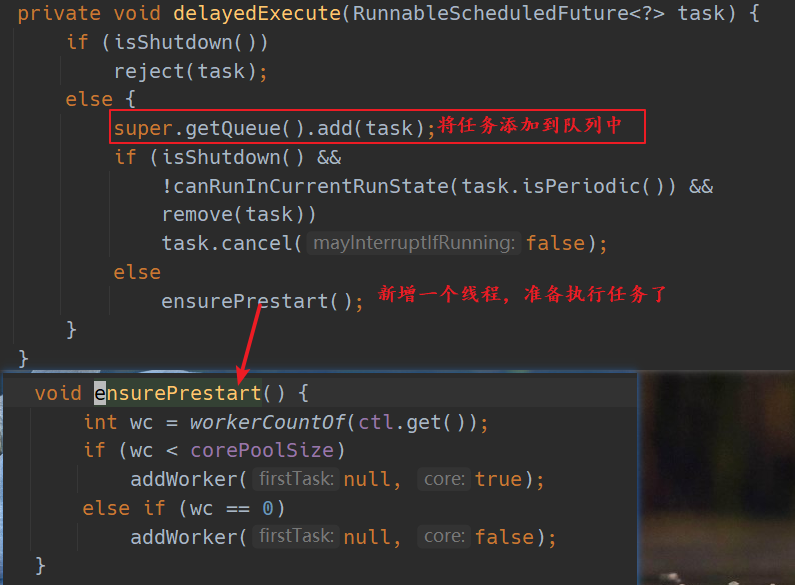 private void delayedExecute(RunnableScheduledFuture<?> task) {
if (isShutdown())
reject(task);
else {
super.getQueue().add(task);将任务添加到队列中
if (isShutdown() &&
!canRunInCurrentRunState(task.isPeriodic()) &&
remove(task))
task.cancel( mayInterruptIfRunning: false);
else
ensurePrestart(); 新增一个线程，准备执行任务了
}
}
void ensurePrestart() {
int wc = workerCountOf(ctl.get());
if (wc < corePoolSize)
addWorker( firstTask: null, core: true);
else if (wc == 0)
addWorker( firstTask: null, core: false);
}